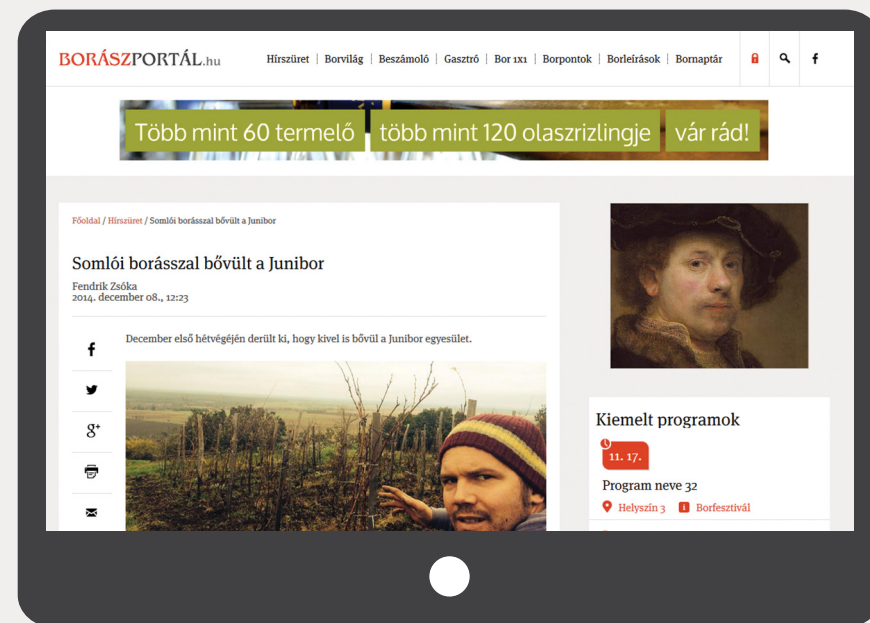 BORÁSZPORTÁL.hu
Hírszüret | Borvilág | Beszámoló | Gasztró | Bor 1x1 | Borpontok | Borleírások | Bornaptár
Több mint 60 termelő több mint 120 olaszrizlingje vár rád!
Főoldal / Hírszüret / Somlói borásszal bővült a Junibor
Somlói borásszal bővült a Junibor
Fendrik Zsóka
2014. december 08., 12:23
December első hétvégéjén derült ki, hogy kivel is bővül a Junibor egyesület.
Kiemelt programok
11. 17.
Program neve 32
Helyszín 3 Borfesztivál